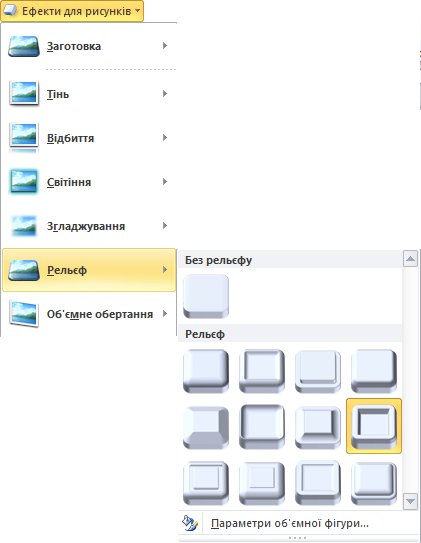 Ефекти для рисунків
Заготовка
Тінь
Відбиття
Світіння
Згладжування
Рельєф
Об'ємне обертання
Без рельєфу
Рельєф
Параметри об'ємної фігури...